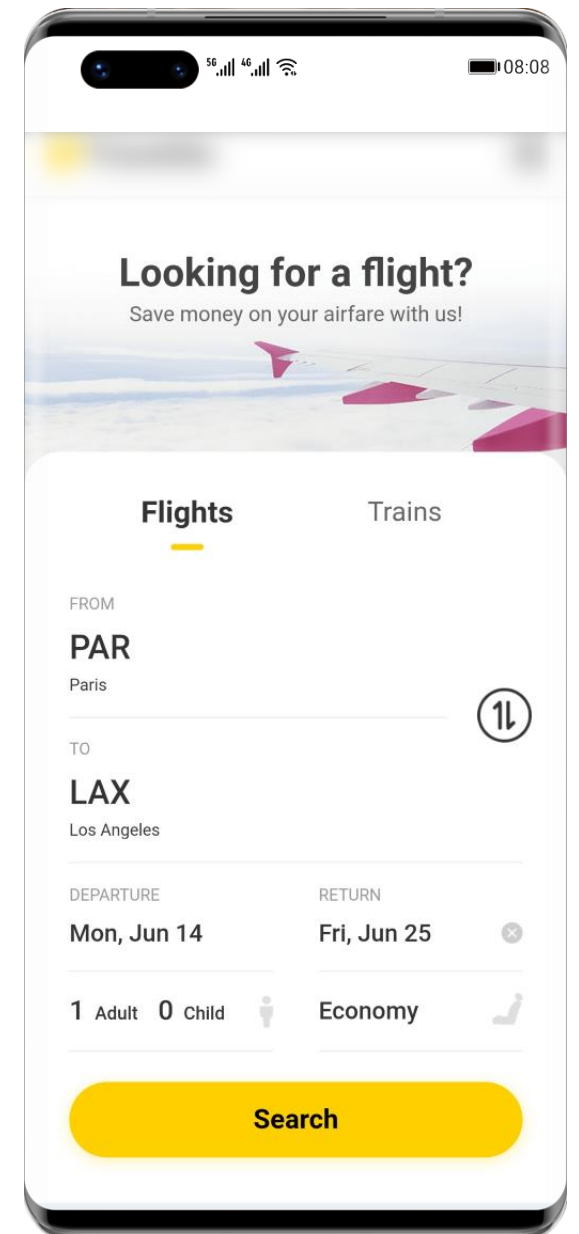 5G 4G 08:08
Looking for a flight?
Save money on your airfare with us!
Flights Trains
FROM
PAR
Paris
TO
LAX
Los Angeles
DEPARTURE RETURN
Mon, Jun 14 Fri, Jun 25
1 Adult 0 Child Economy
Search